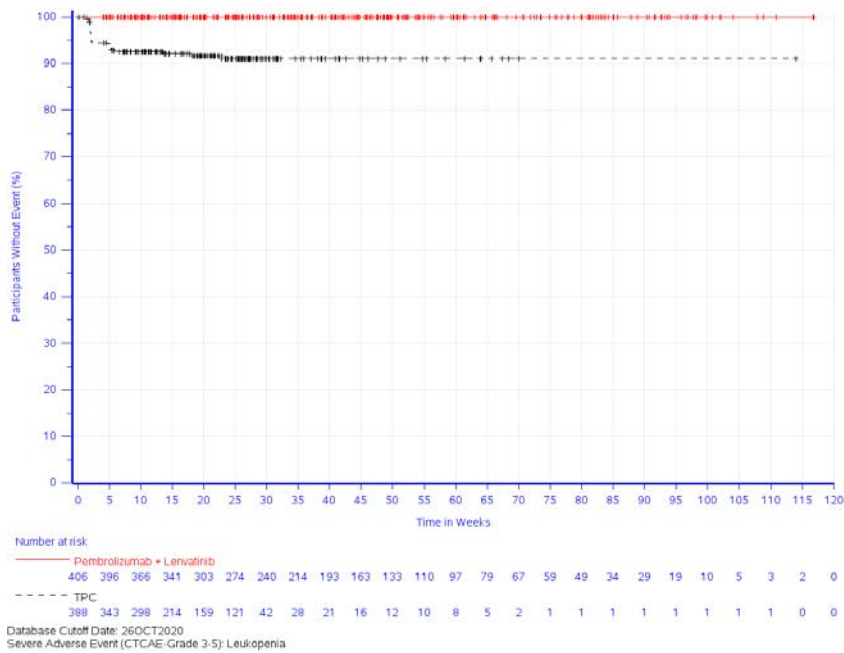 100
90
80
70
60
50
40
30
20
10
0
Participants Without Event (%)
0 5 10 15 20 25 30 35 40 45 50 55 60 65 70 75 80 85 90 95 100 105 110 115 120
Time in Weeks
Number at risk
Pembrolizumab + Lenvatinib
406 396 366 341 303 274 240 214 193 163 133 110 97 79 67 59 49 34 29 19 10 5 3 2 0
TPC
388 343 298 214 159 121 42 28 21 16 12 10 8 5 2 1 1 1 1 1 1 1 1 0 0
Database Cutoff Date: 26OCT2020
Severe Adverse Event (CTCAE-Grade 3-5): Leukopenia